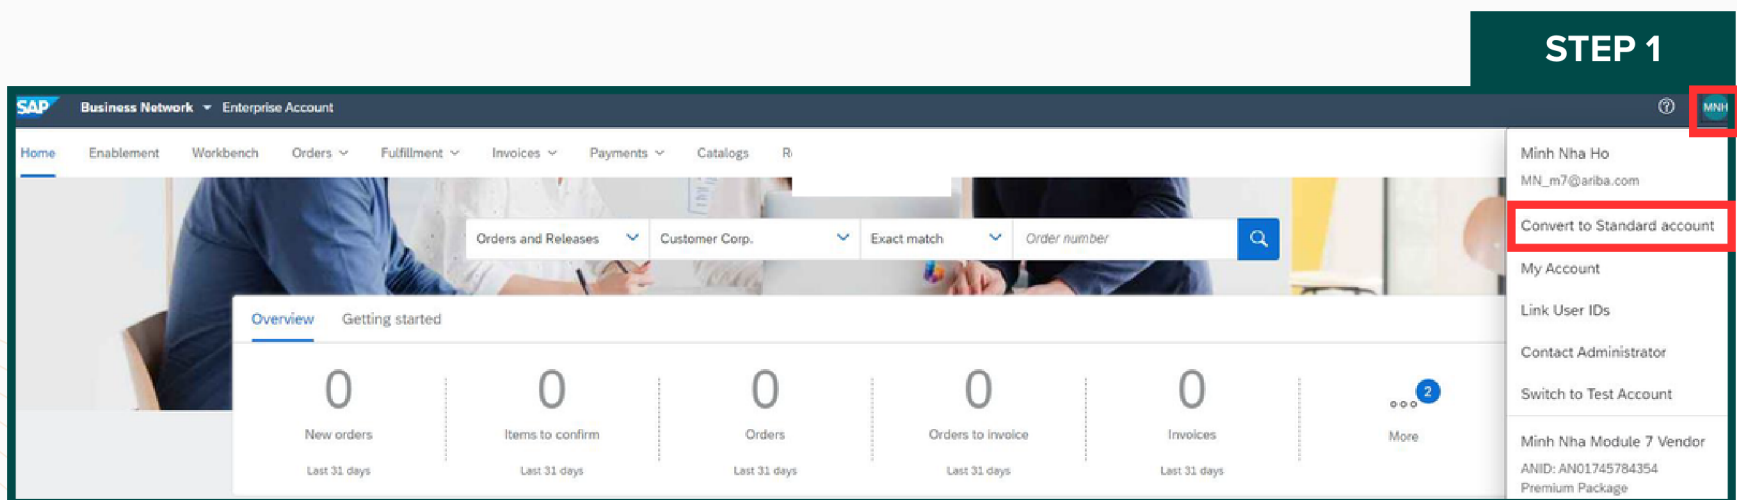 STEP 1
SAP Business Network Enterprise Account MNH
Home Enablement Workbench Orders Fulfillment Invoices Payments Catalogs
Orders and Releases Customer Corp. Exact match Order number
Overview Getting started
0 0 0 0 0 2
New orders Items to confirm Orders Orders to invoice Invoices More
Last 31 days Last 31 days Last 31 days Last 31 days Last 31 days
Minh Nha Ho
MN_m7@ariba.com
Convert to Standard account
My Account
Link User IDs
Contact Administrator
Switch to Test Account
Minh Nha Module 7 Vendor
ANID: AN01745784354
Premium Package